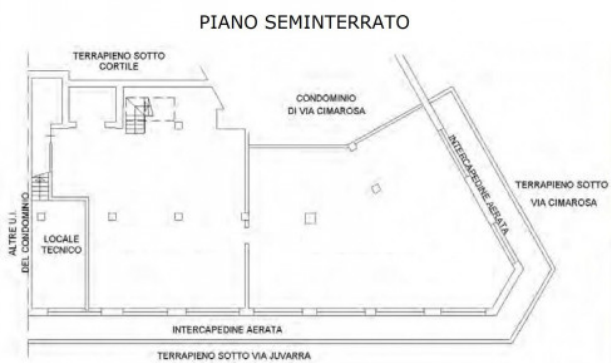 PIANO SEMINTERRATO
TERRAPIENO SOTTO
CORTILE
CONDOMINIO
DI VIA CIMAROSA
INTERCAPEDINE AERATA
TERRAPIENO SOTTO
VIA CIMAROSA
ALTRE U.I.
DEL CONDOMINIO
LOCALE
TECNICO
INTERCAPEDINE AERATA
TERRAPIENO SOTTO VIA JUVARRA